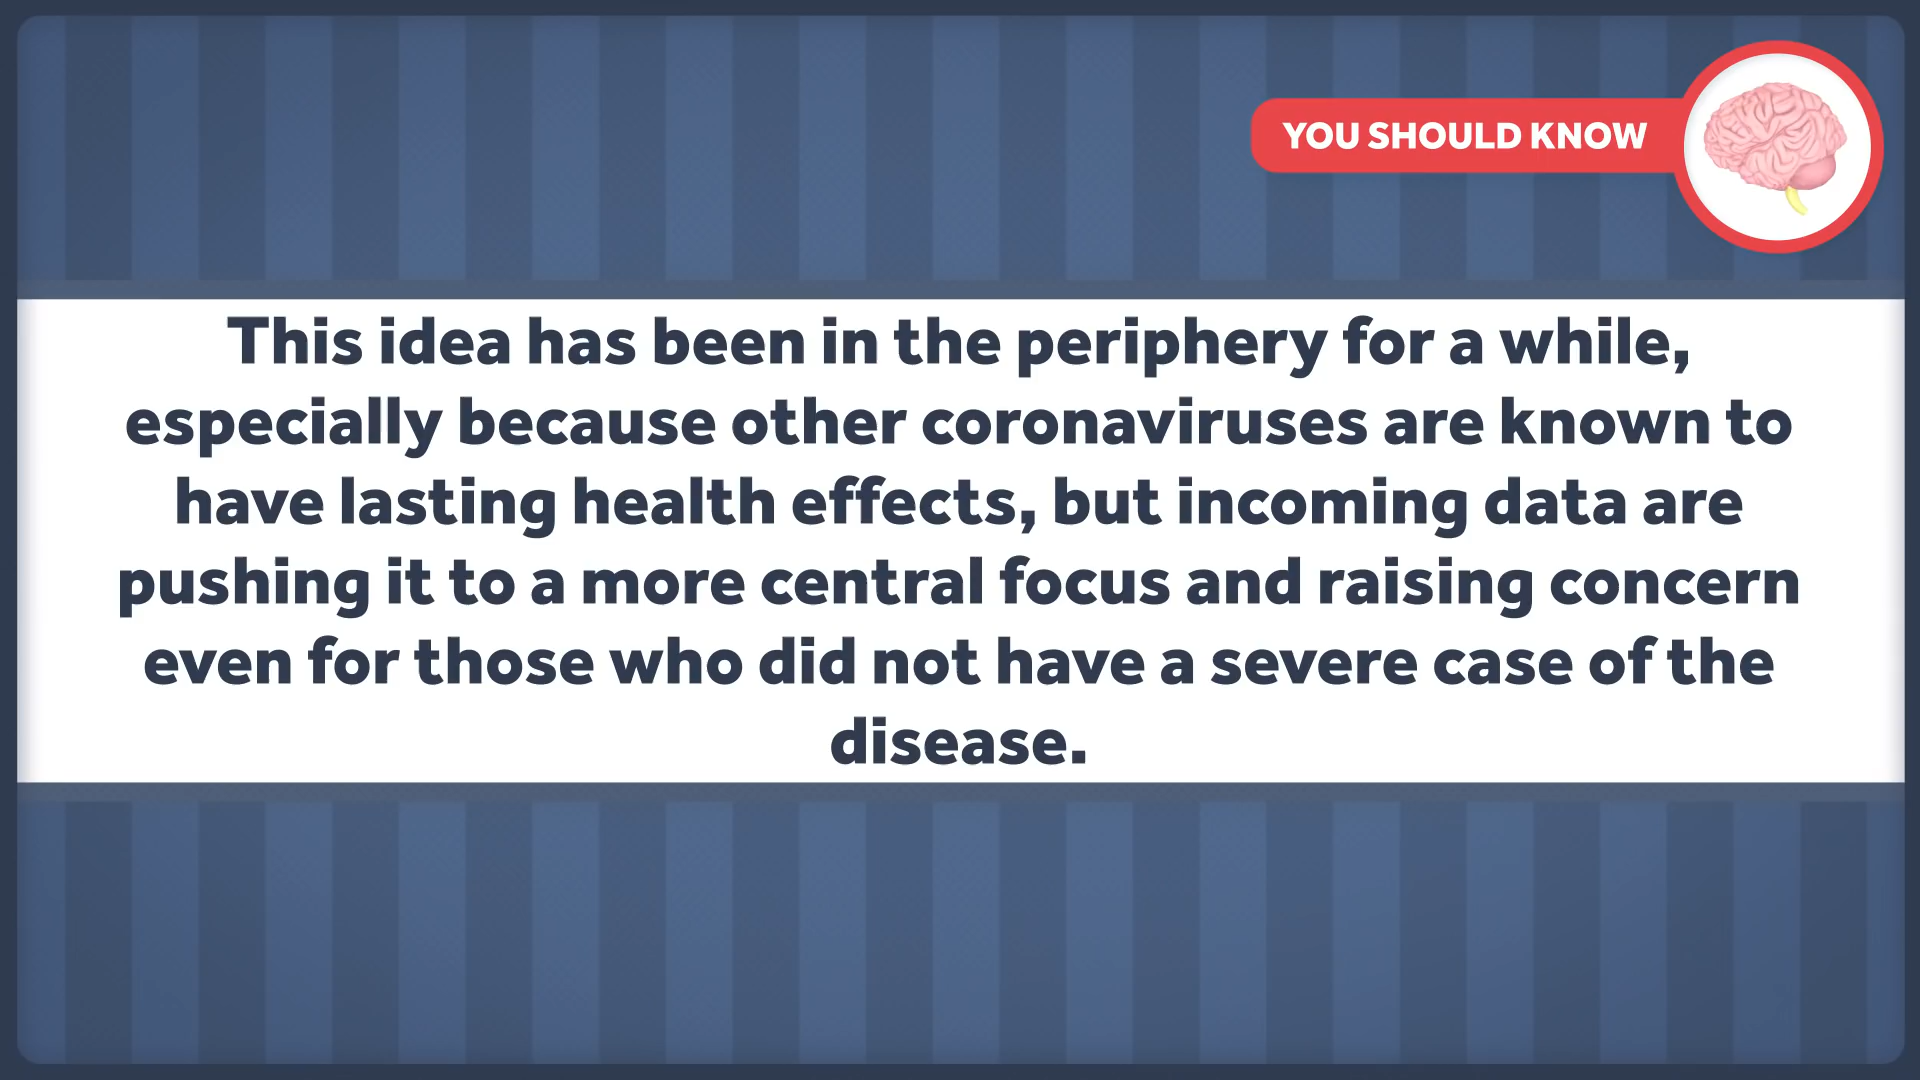 YOU SHOULD KNOW
This idea has been in the periphery for a while,
especially because other coronaviruses are known to
have lasting health effects, but incoming data are
pushing it to a more central focus and raising concern
even for those who did not have a severe case of the
disease.